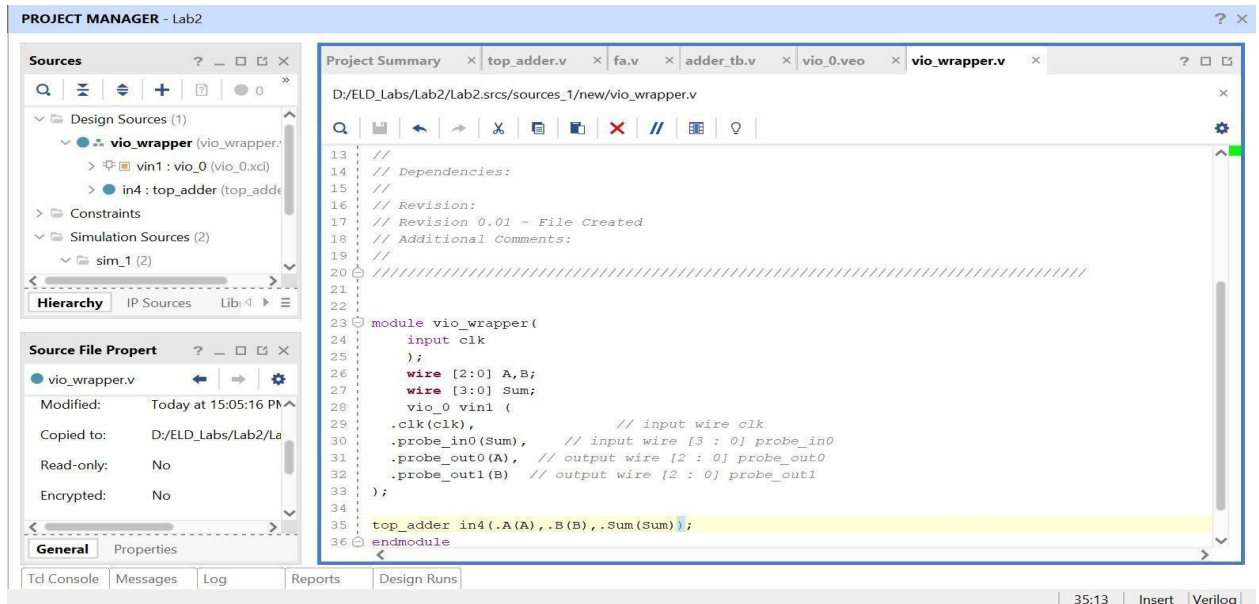 PROJECT MANAGER - Lab2
Sources
0
Design Sources (1)
vio_wrapper (vio_wrapper.
vin1 : vio_0 (vio_0.xci)
in4 : top_adder (top_adde
Constraints
Simulation Sources (2)
sim_1 (2)
Hierarchy IP Sources Lib
Source File Propert
vio_wrapper.v
Modified: Today at 15:05:16 PM
Copied to: D:/ELD_Labs/Lab2/La
Read-only: No
Encrypted: No
General Properties
Project Summary top_adder.v fa.v adder_tb.v vio_0.veo vio_wrapper.v
D:/ELD_Labs/Lab2/Lab2.srcs/sources_1/new/vio_wrapper.v
13 //
14 // Dependencies:
15 //
16 // Revision:
17 // Revision 0.01 - File Created
18 // Additional Comments:
19 //
20 //////////////////////////////////////////////////////////////////////////////////
21
22
23 module vio_wrapper(
24 input clk
25 );
26 wire [2:0] A,B;
27 wire [3:0] Sum;
28 vio_0 vin1 (
29 .clk(clk), // input wire clk
30 .probe_in0(Sum), // input wire [3 : 0] probe_in0
31 .probe_out0(A), // output wire [2 : 0] probe_out0
32 .probe_out1(B) // output wire [2 : 0] probe_out1
33 );
34
35 top_adder in4(.A(A),.B(B),.Sum(Sum));
36 endmodule
Tcl Console Messages Log Reports Design Runs
35:13 Insert Verilog